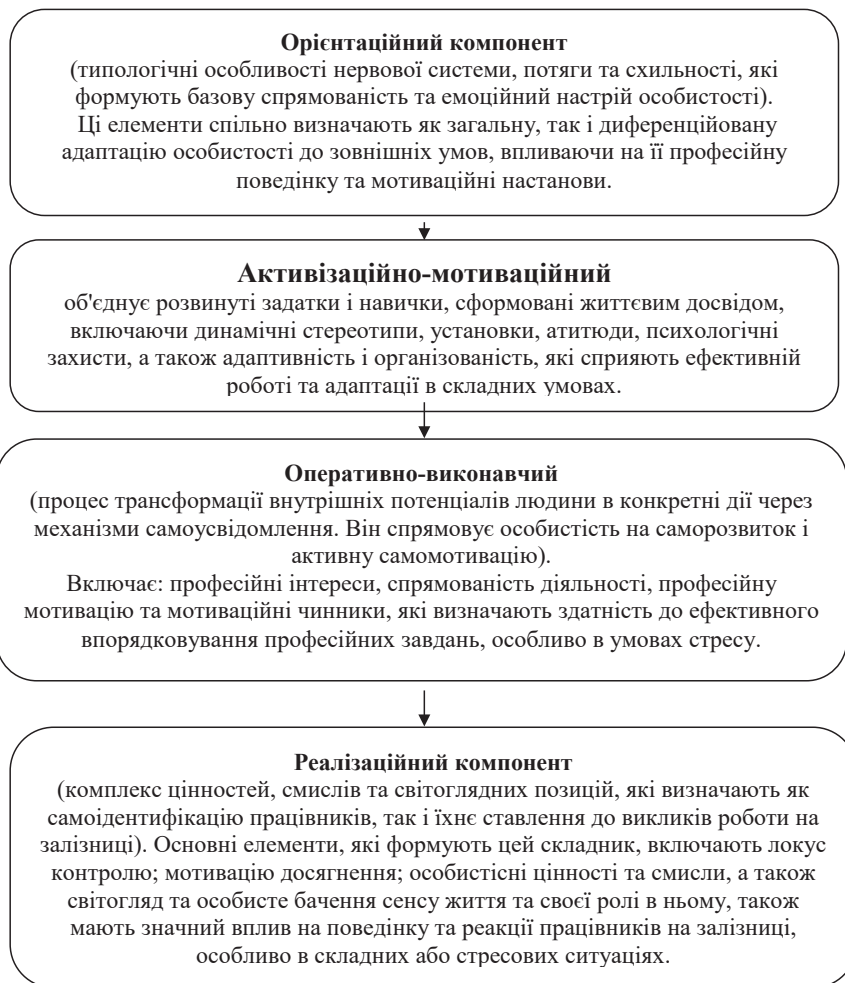 Орієнтаційний компонент
(типологічні особливості нервової системи, потяги та схильності, які
формують базову спрямованість та емоційний настрій особистості).
Ці елементи спільно визначають як загальну, так і диференційовану
адаптацію особистості до зовнішніх умов, впливаючи на її професійну
поведінку та мотиваційні настанови.
Активізаційно-мотиваційний
об'єднує розвинуті задатки і навички, сформовані життєвим досвідом,
включаючи динамічні стереотипи, установки, атитюди, психологічні
захисти, а також адаптивність і організованість, які сприяють ефективній
роботі та адаптації в складних умовах.
Оперативно-виконавчий
(процес трансформації внутрішніх потенціалів людини в конкретні дії через
механізми самоусвідомлення. Він спрямовує особистість на саморозвиток і
активну самомотивацію).
Включає: професійні інтереси, спрямованість діяльності, професійну
мотивацію та мотиваційні чинники, які визначають здатність до ефективного
впорядковування професійних завдань, особливо в умовах стресу.
Реалізаційний компонент
(комплекс цінностей, смислів та світоглядних позицій, які визначають як
самоідентифікацію працівників, так і їхнє ставлення до викликів роботи на
залізниці). Основні елементи, які формують цей складник, включають локус
контролю; мотивацію досягнення; особистісні цінності та смисли, а також
світогляд та особисте бачення сенсу життя та своєї ролі в ньому, також
мають значний вплив на поведінку та реакції працівників на залізниці,
особливо в складних або стресових ситуаціях.